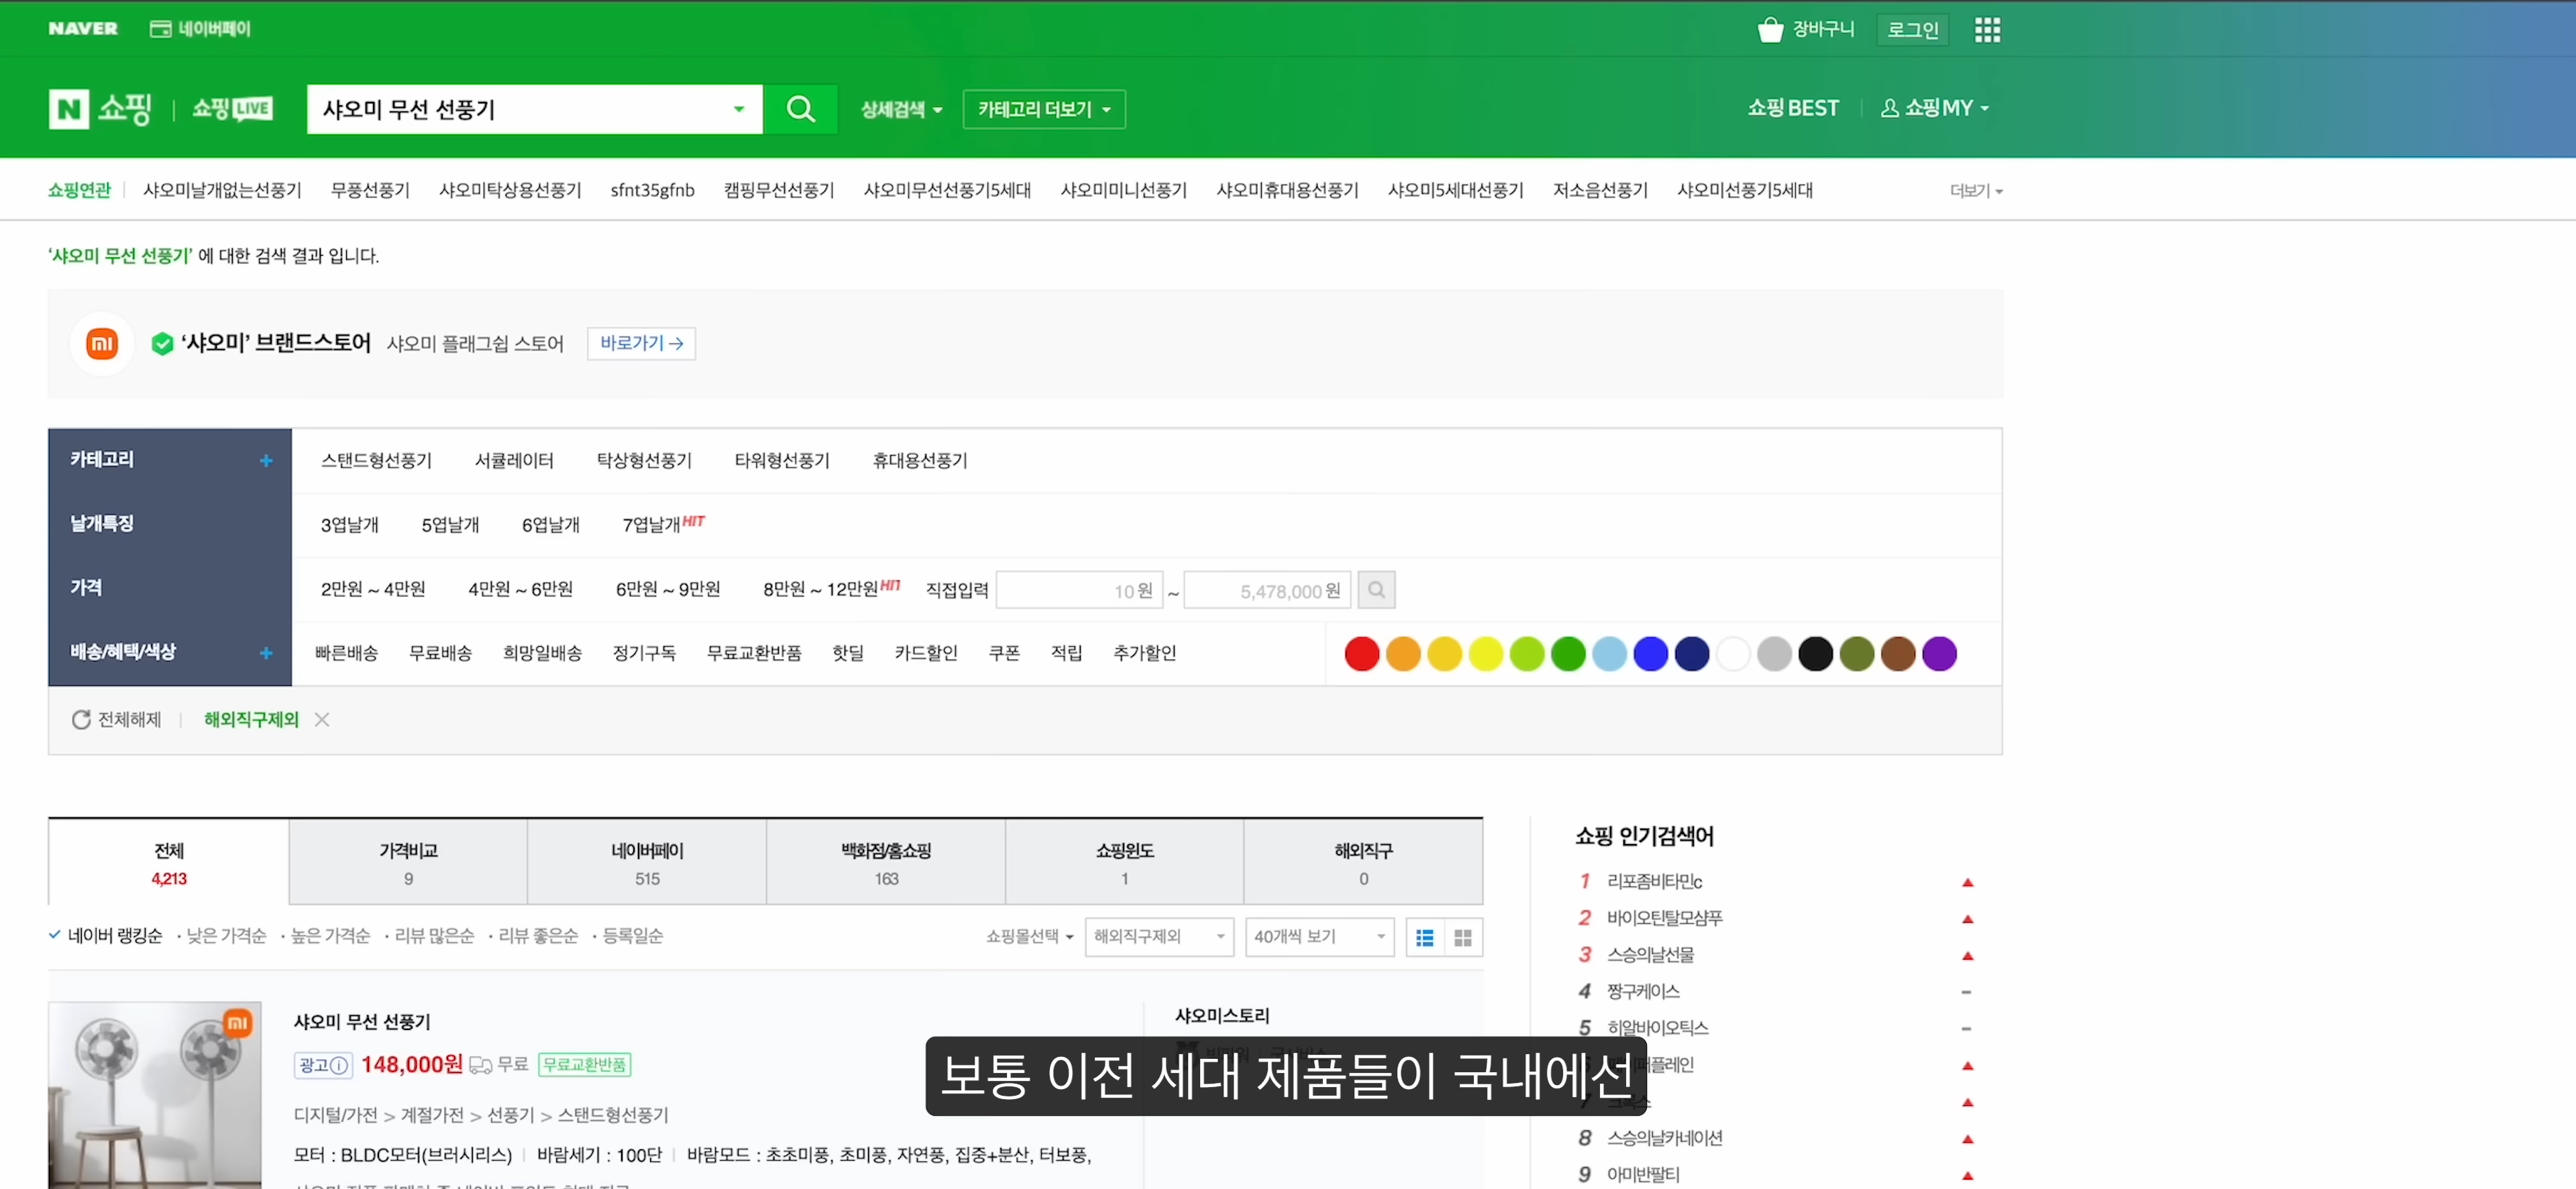 NAVER 네이버페이 장바구니 로그인
N 쇼핑 쇼핑LIVE 샤오미 무선 선풍기 상세검색 카테고리 더보기 쇼핑BEST 쇼핑MY
쇼핑연관 샤오미날개없는선풍기 무풍선풍기 샤오미탁상용선풍기 sfnt35gfnb 캠핑무선선풍기 샤오미무선선풍기5세대 샤오미미니선풍기 샤오미휴대용선풍기 샤오미5세대선풍기 저소음선풍기 샤오미선풍기5세대 더보기
‘샤오미 무선 선풍기’ 에 대한 검색 결과 입니다.
mi ‘샤오미’ 브랜드스토어 샤오미 플래그쉽 스토어 바로가기
카테고리 + 스탠드형선풍기 서큘레이터 탁상형선풍기 타워형선풍기 휴대용선풍기
날개특징 3엽날개 5엽날개 6엽날개 7엽날개 HIT
가격 2만원 ~ 4만원 4만원 ~ 6만원 6만원 ~ 9만원 8만원 ~ 12만원 HIT 직접입력 10 원 ~ 5,478,000 원
배송/혜택/색상 + 빠른배송 무료배송 희망일배송 정기구독 무료교환반품 핫딜 카드할인 쿠폰 적립 추가할인
전체해제 해외직구제외
전체 가격비교 네이버페이 백화점/홈쇼핑 쇼핑윈도 해외직구
4,213 9 515 163 1 0
네이버 랭킹순 · 낮은 가격순 · 높은 가격순 · 리뷰 많은순 · 리뷰 좋은순 · 등록일순 쇼핑몰선택 해외직구제외 40개씩 보기
mi
샤오미 무선 선풍기
광고 148,000원 무료 무료교환반품
디지털/가전 > 계절가전 > 선풍기 > 스탠드형선풍기
모터 : BLDC모터(브러시리스) 바람세기 : 100단 바람모드 : 초초미풍, 초미풍, 자연풍, 집중+분산, 터보풍,
샤오미스토리
쇼핑 인기검색어
1 리포좀비타민c
2 바이오틴탈모샴푸
3 스승의날선물
4 짱구케이스
5 히알바이오틱스
플레인
7
8 스승의날카네이션
9 아미반팔티
보통 이전 세대 제품들이 국내에선